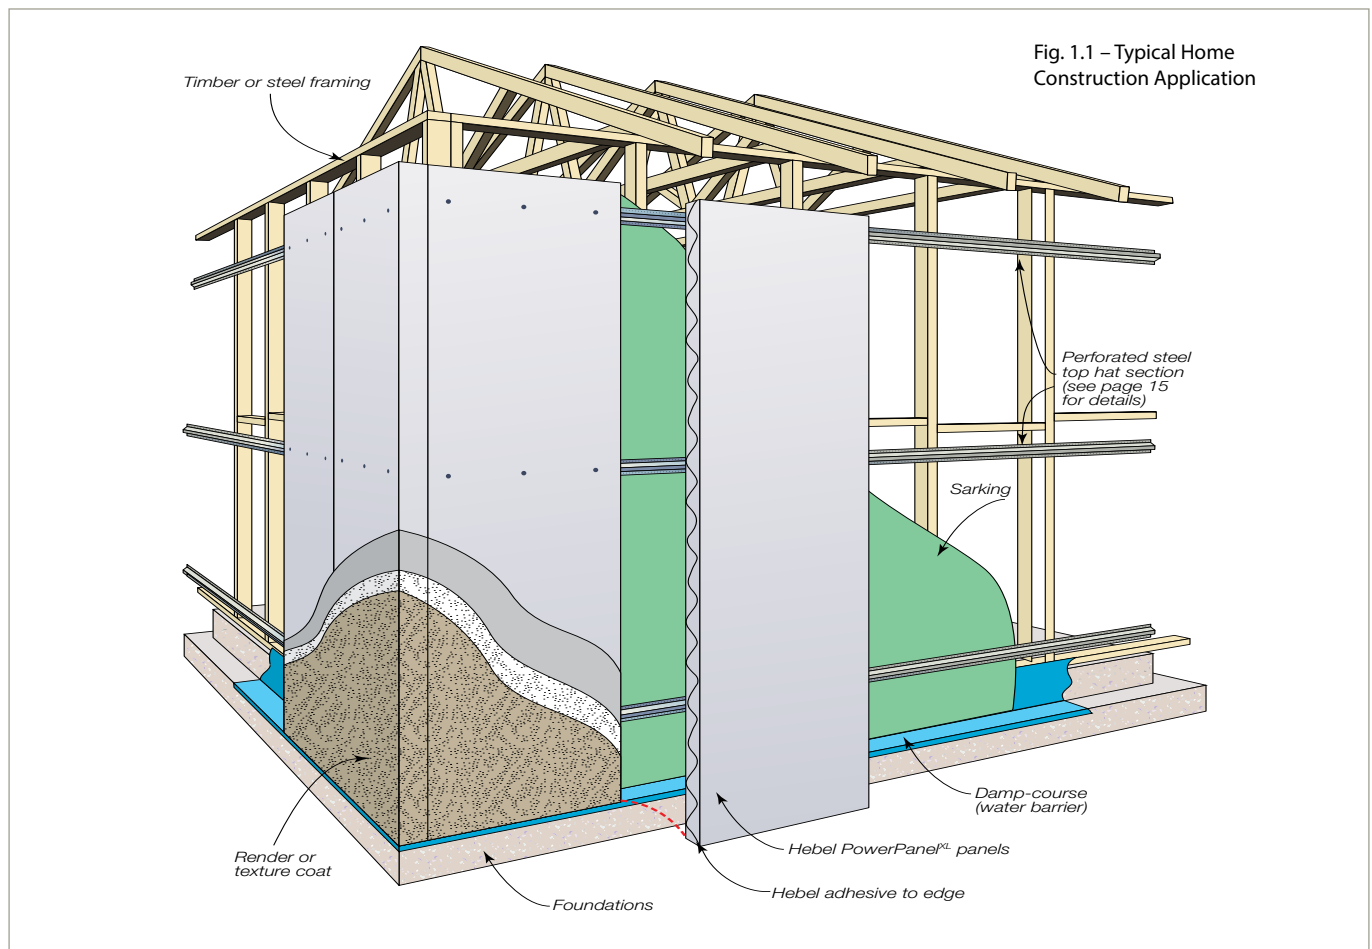 Fig. 1.1 – Typical Home
Construction Application
Timber or steel framing
Perforated steel
top hat section
(see page 15
for details)
Sarking
Damp-course
(water barrier)
Hebel PowerPanelXL panels
Render or
texture coat
Hebel adhesive to edge
Foundations